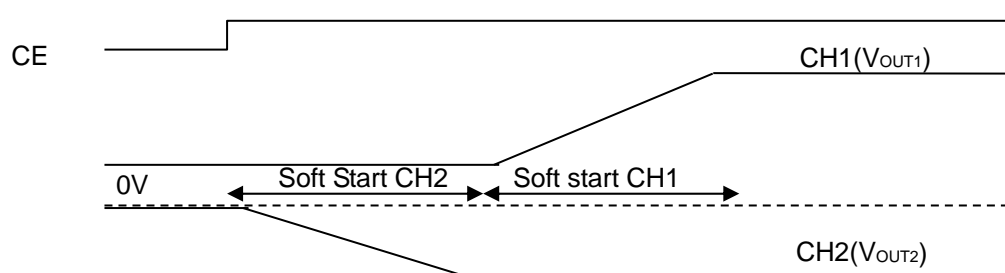 CE
CH1(VOUT1)
0V
Soft Start CH2
Soft start CH1
CH2(VOUT2)